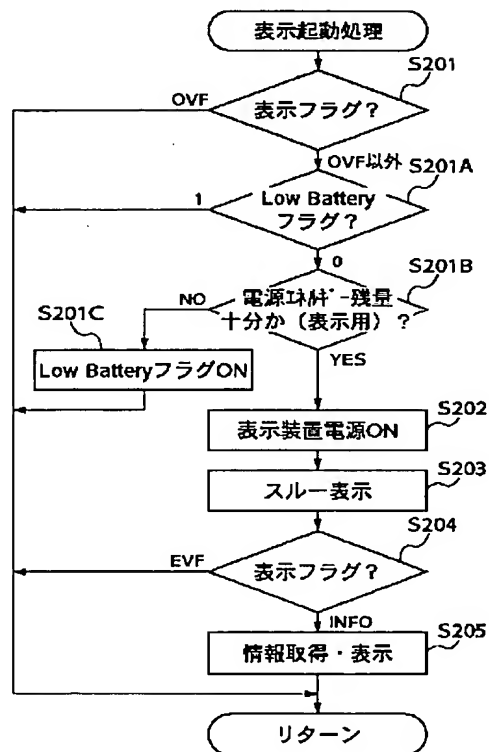 表示起動処理
S201
表示フラグ？
OVF
OVF以外
S201A
Low Battery
フラグ？
1
0
S201B
電源ｴﾈﾙｷﾞｰ残量
十分か（表示用）？
NO
YES
S201C
Low BatteryフラグON
S202
表示装置電源ON
S203
スルー表示
S204
表示フラグ？
EVF
INFO
S205
情報取得・表示
リターン